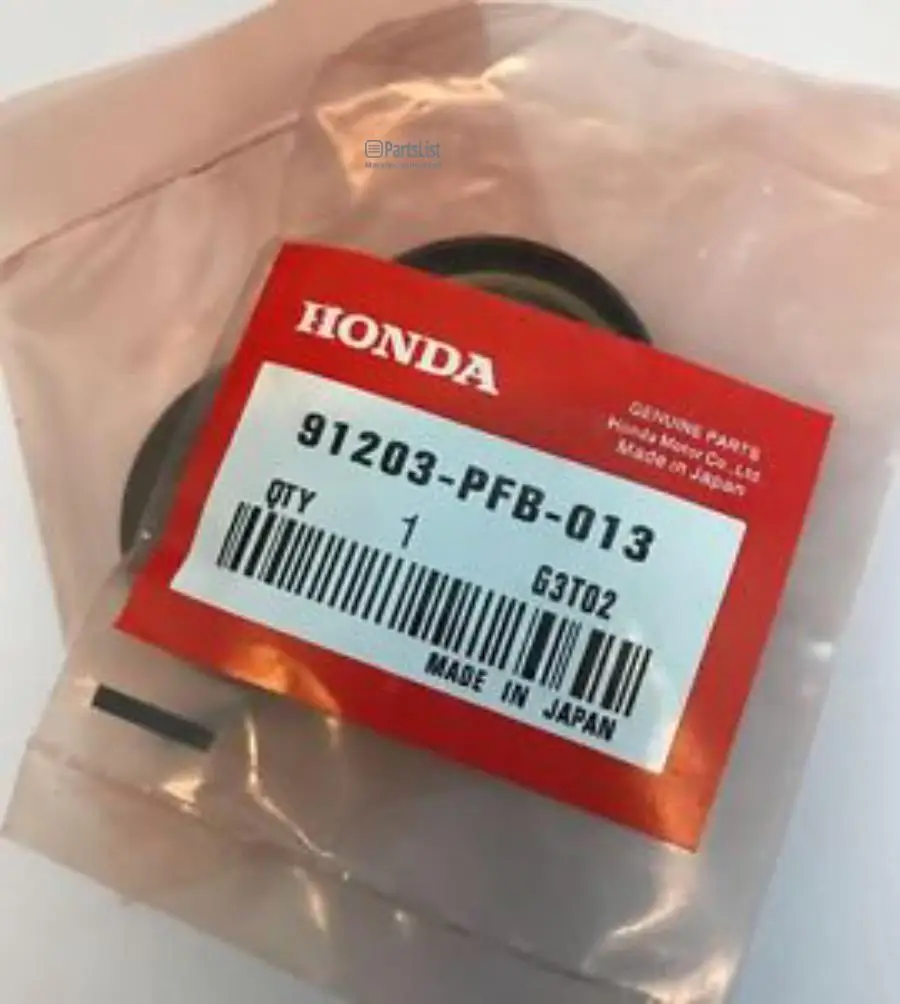 PartsList
HONDA
GENUINE PARTS
Honda Motor Co.,Ltd
Made in Japan
91203-PFB-013
QTY 1
G3T02
MADE IN JAPAN